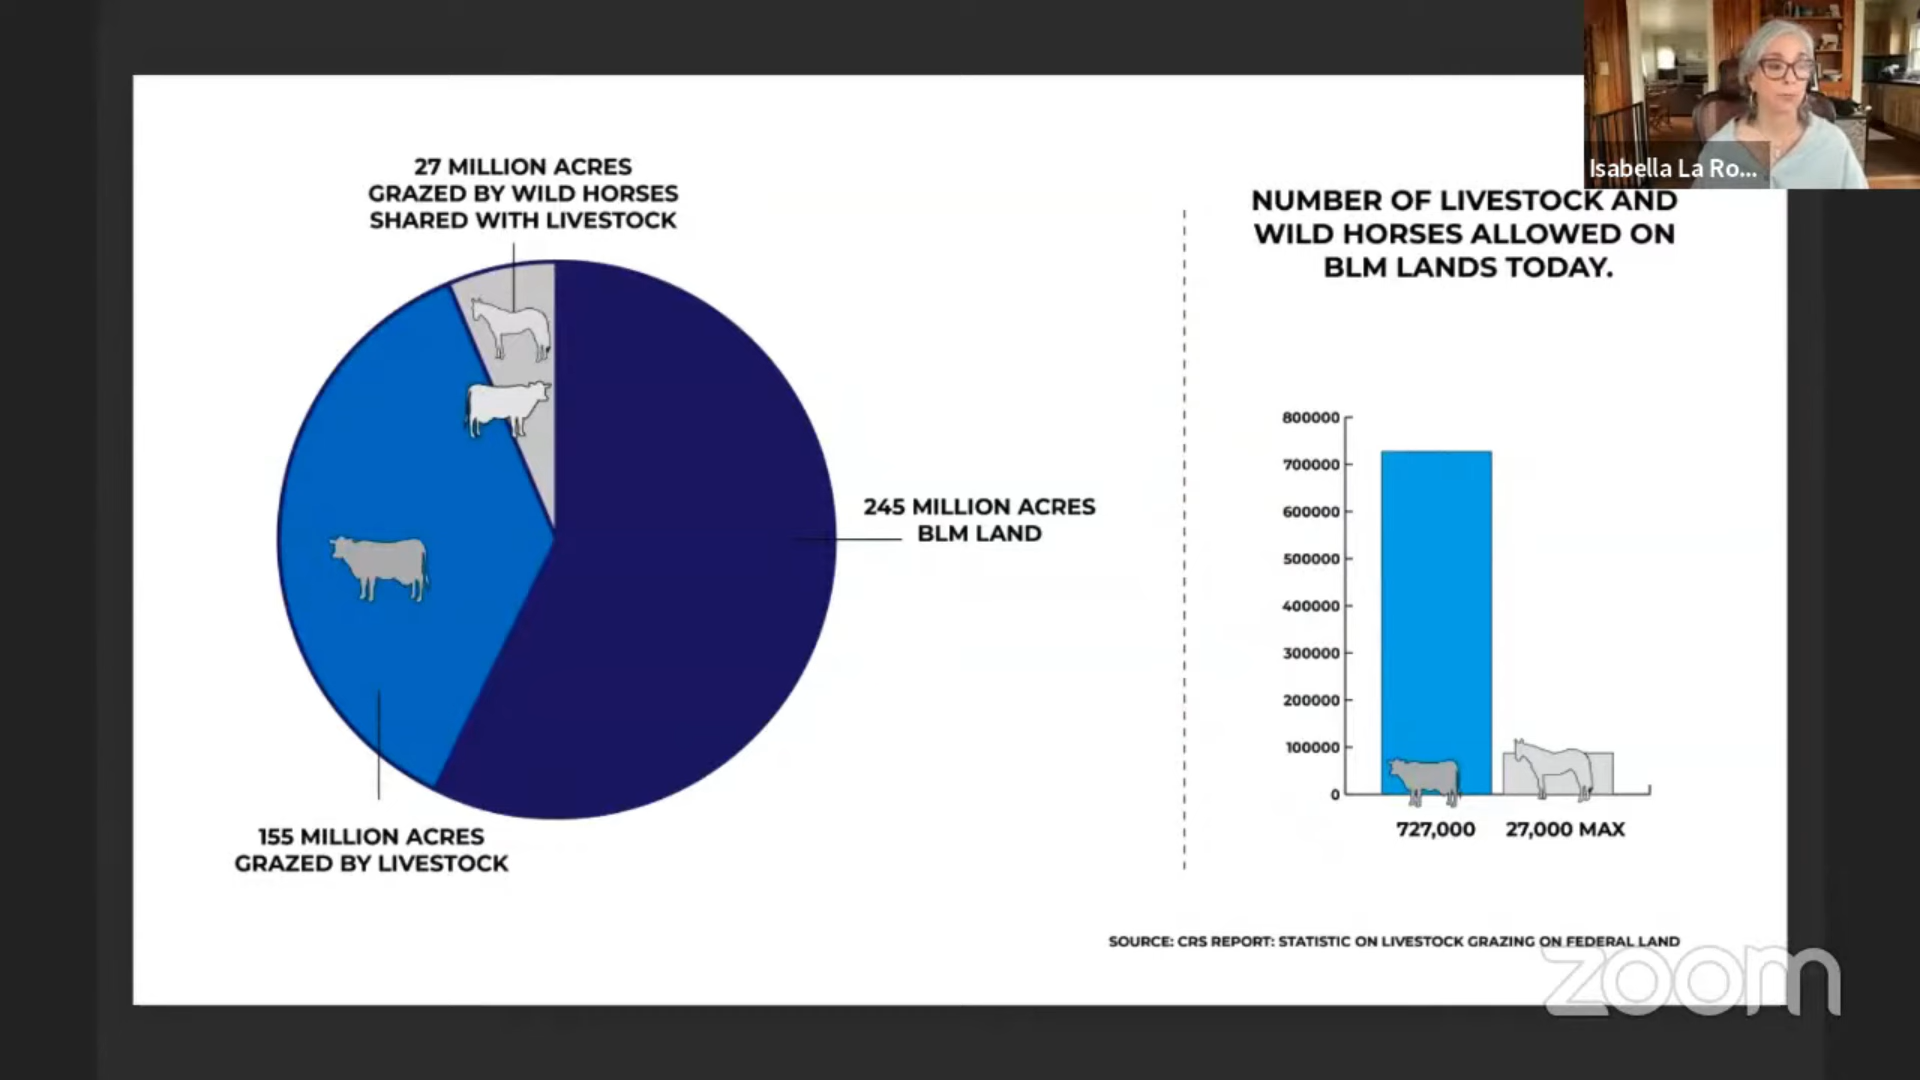 Isabella La Ro...
27 MILLION ACRES
GRAZED BY WILD HORSES
SHARED WITH LIVESTOCK
245 MILLION ACRES
BLM LAND
155 MILLION ACRES
GRAZED BY LIVESTOCK
NUMBER OF LIVESTOCK AND
WILD HORSES ALLOWED ON
BLM LANDS TODAY.
800000
700000
600000
500000
400000
300000
200000
100000
0
727,000
27,000 MAX
SOURCE: CRS REPORT: STATISTIC ON LIVESTOCK GRAZING ON FEDERAL LAND
zoom